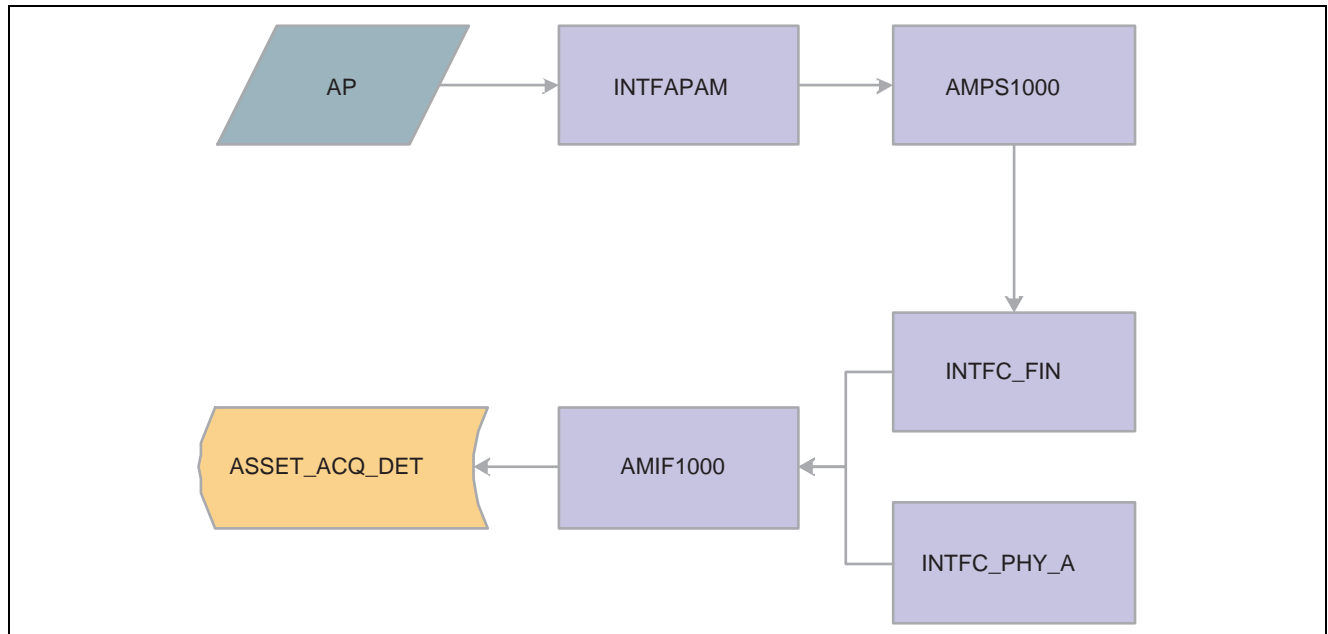 AP
INTFAPAM
AMPS1000
INTFC_FIN
ASSET_ACQ_DET
AMIF1000
INTFC_PHY_A